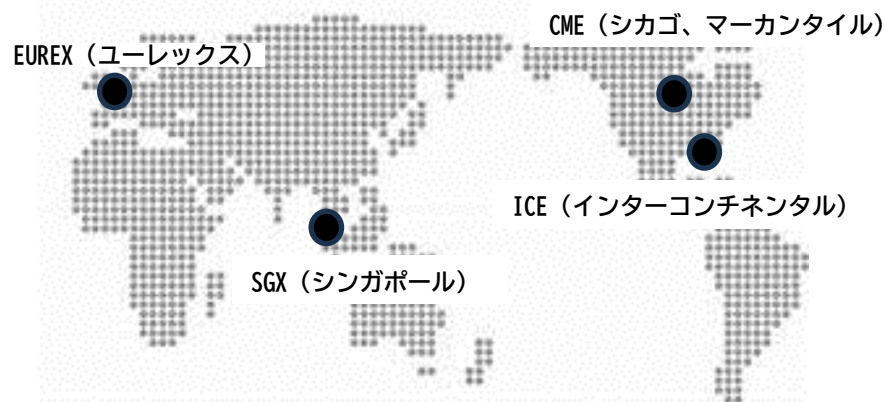 CME（シカゴ、マーカンタイル）
EUREX（ユーレックス）
ICE（インターコンチネンタル）
SGX（シンガポール）